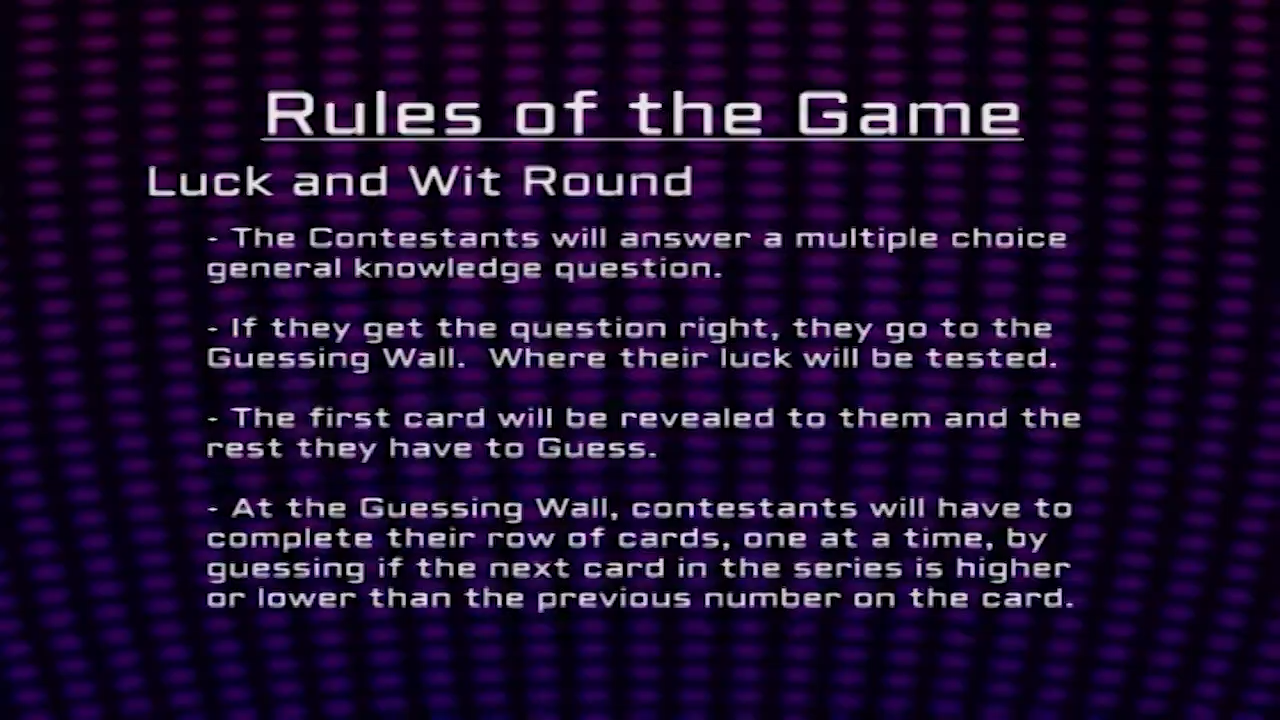 Rules of the Game
Luck and Wit Round
- The Contestants will answer a multiple choice
general knowledge question.
- If they get the question right, they go to the
Guessing Wall.  Where their luck will be tested.
- The first card will be revealed to them and the
rest they have to Guess.
- At the Guessing Wall, contestants will have to
complete their row of cards, one at a time, by
guessing if the next card in the series is higher
or lower than the previous number on the card.